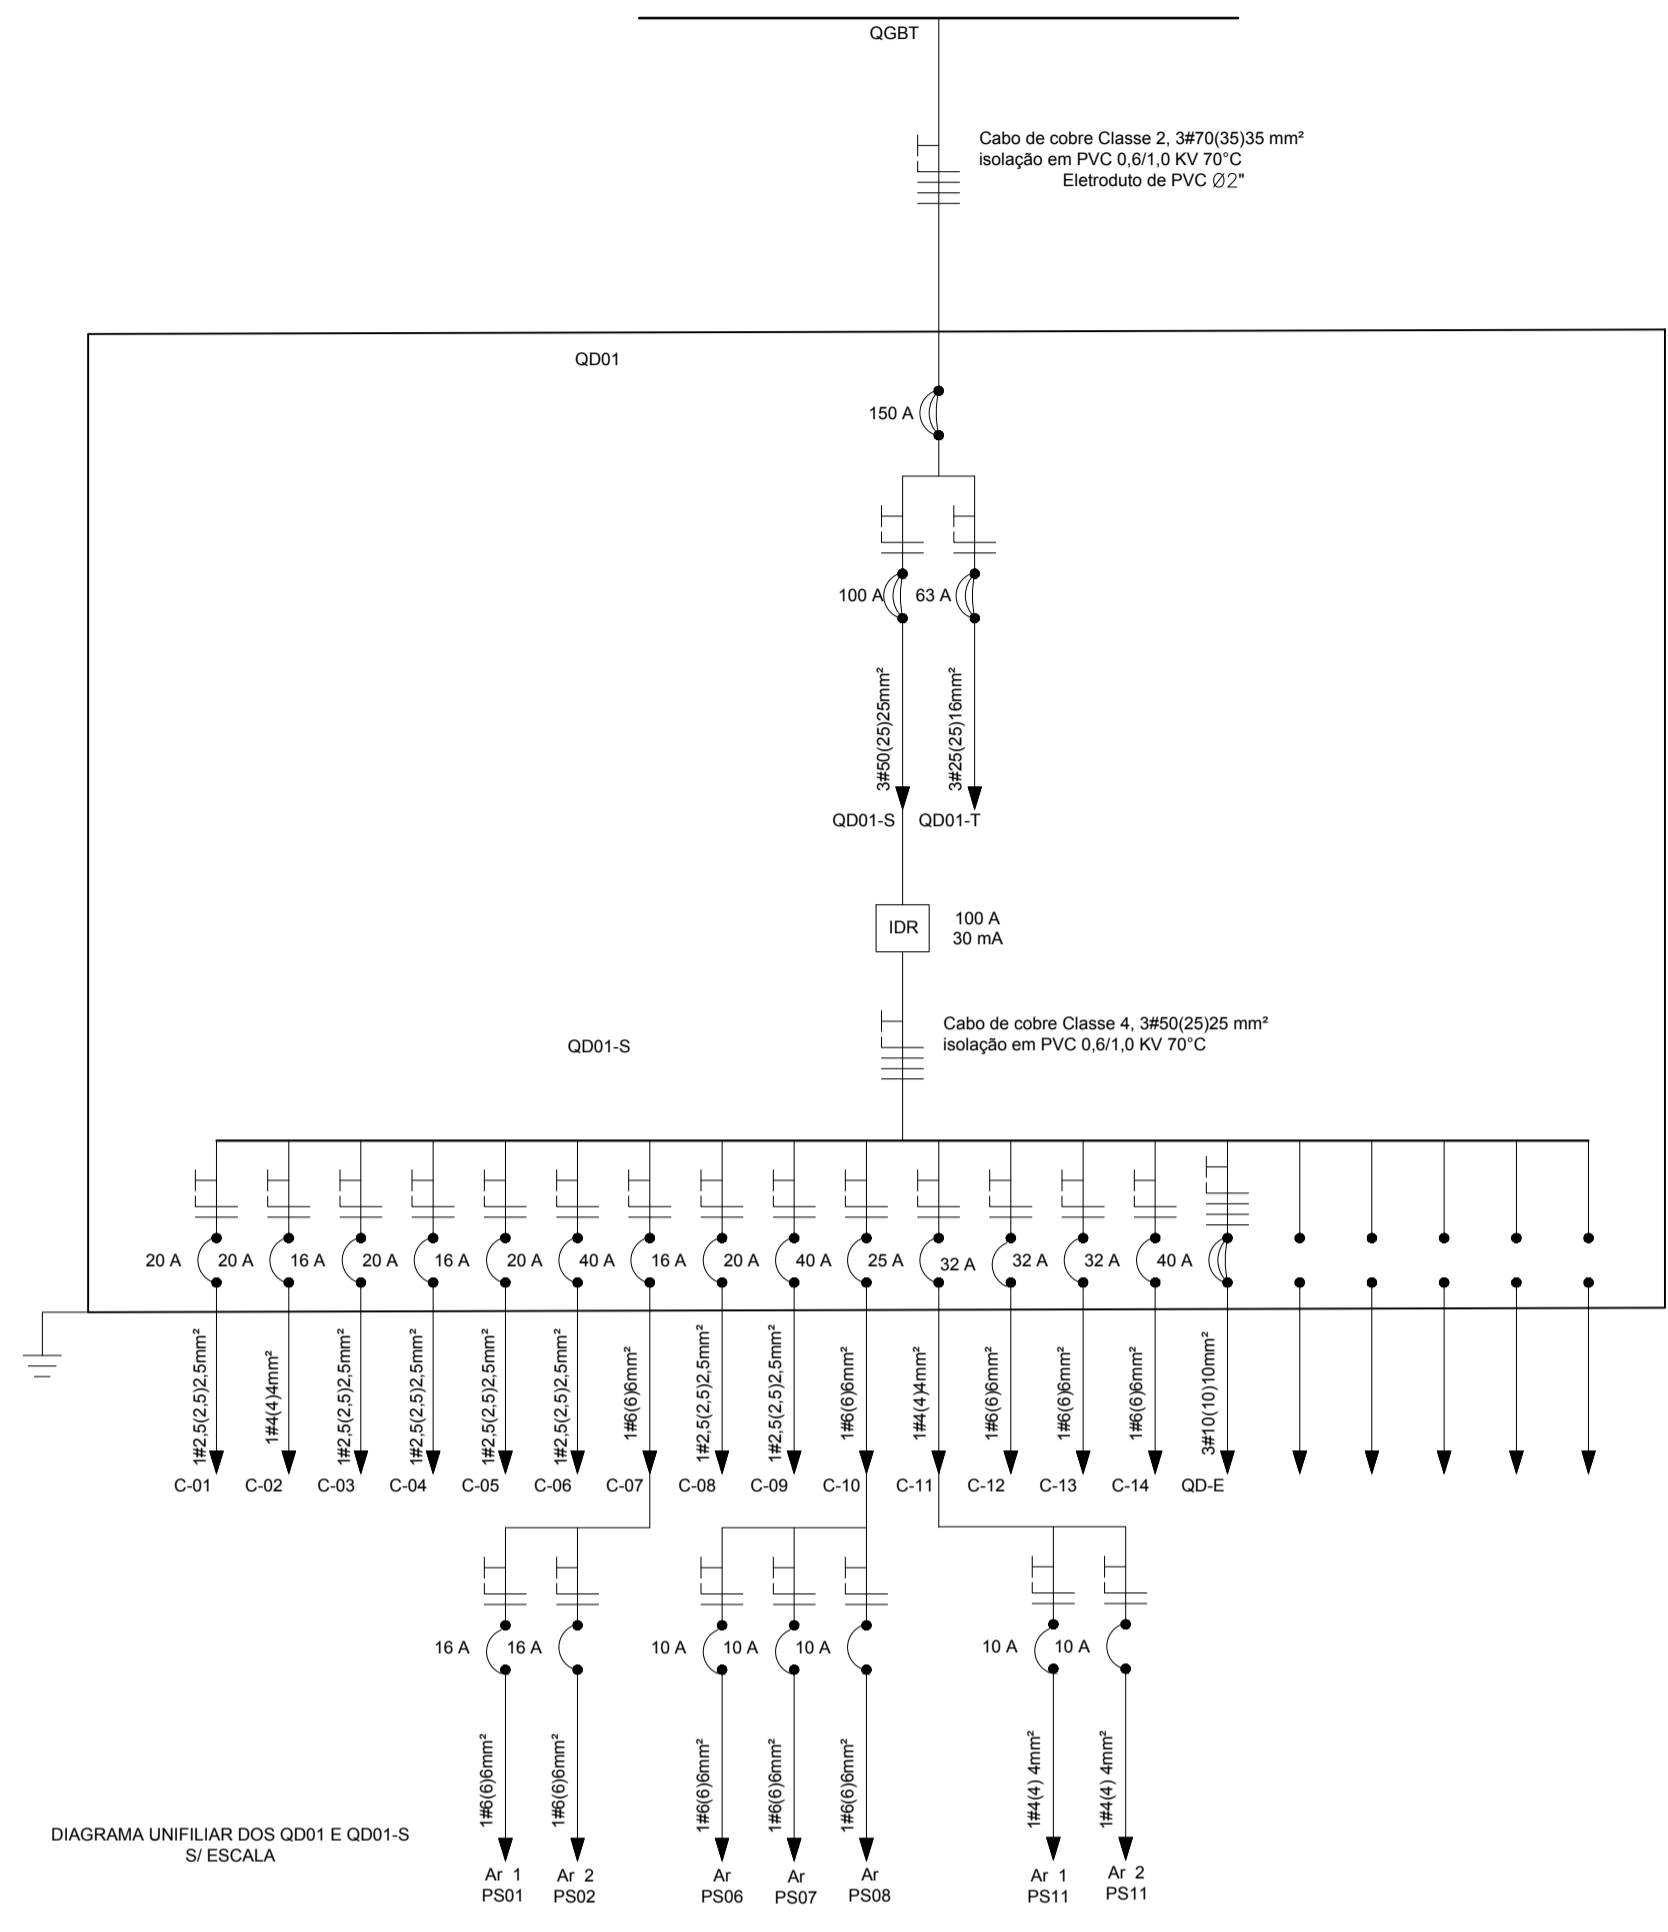 QGBT
Cabo de cobre Classe 2, 3#70(35)35 mm²
isolação em PVC 0,6/1,0 KV 70°C
Eletroduto de PVC Ø2"
QD01
150 A
100 A
63 A
3#50(25)25mm²
3#25(25)16mm²
QD01-S
QD01-T
IDR
100 A
30 mA
QD01-S
Cabo de cobre Classe 4, 3#50(25)25 mm²
isolação em PVC 0,6/1,0 KV 70°C
20 A
20 A
16 A
20 A
16 A
20 A
40 A
16 A
20 A
40 A
25 A
32 A
32 A
32 A
40 A
1#2,5(2,5)2,5mm²
1#4(4)4mm²
1#2,5(2,5)2,5mm²
1#2,5(2,5)2,5mm²
1#2,5(2,5)2,5mm²
1#2,5(2,5)2,5mm²
1#6(6)6mm²
1#2,5(2,5)2,5mm²
1#2,5(2,5)2,5mm²
1#6(6)6mm²
1#4(4)4mm²
1#6(6)6mm²
1#6(6)6mm²
1#6(6)6mm²
3#10(10)10mm²
C-01
C-02
C-03
C-04
C-05
C-06
C-07
C-08
C-09
C-10
C-11
C-12
C-13
C-14
QD-E
16 A
16 A
10 A
10 A
10 A
10 A
10 A
1#6(6)6mm²
1#6(6)6mm²
1#6(6)6mm²
1#6(6)6mm²
1#6(6)6mm²
1#4(4) 4mm²
1#4(4) 4mm²
Ar 1
PS01
Ar 2
PS02
Ar
PS06
Ar
PS07
Ar
PS08
Ar 1
PS11
Ar 2
PS11
DIAGRAMA UNIFILIAR DOS QD01 E QD01-S
S/ ESCALA